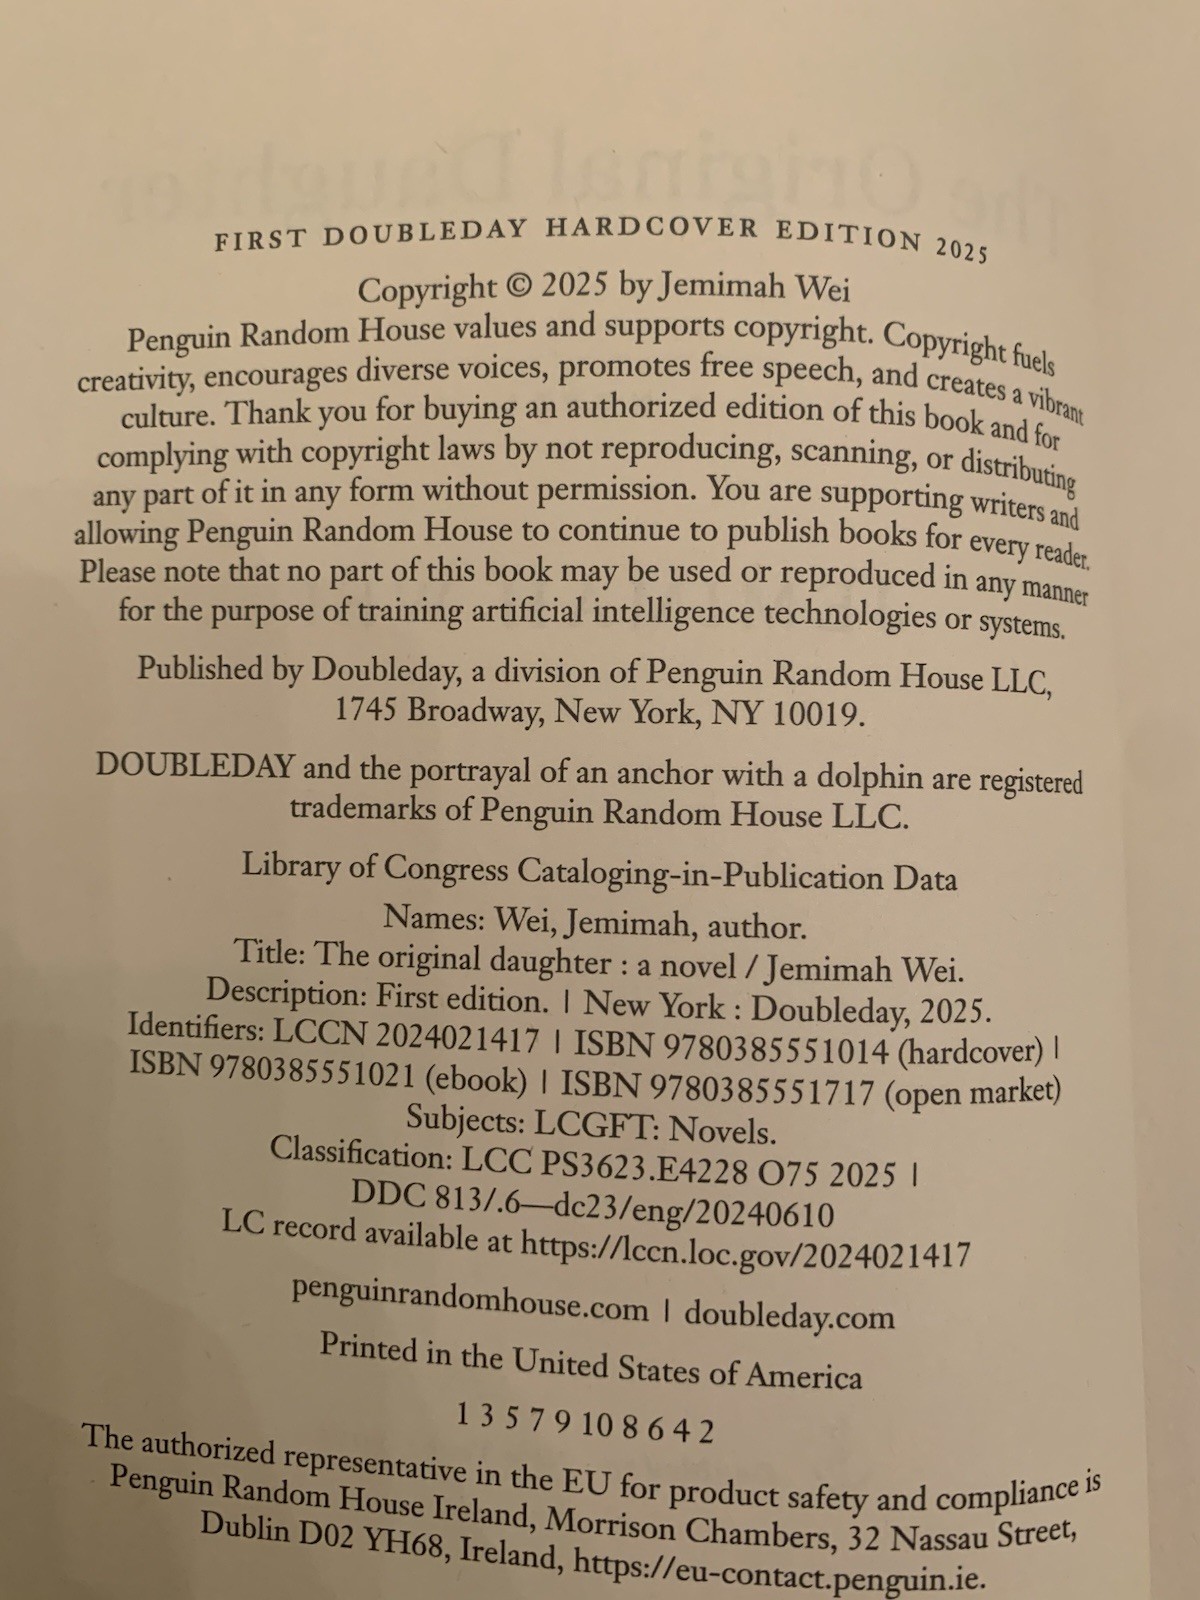 FIRST DOUBLEDAY HARDCOVER EDITION 2025
Copyright © 2025 by Jemimah Wei
Penguin Random House values and supports copyright. Copyright fuels
creativity, encourages diverse voices, promotes free speech, and creates a vibrant
culture. Thank you for buying an authorized edition of this book and for
complying with copyright laws by not reproducing, scanning, or distributing
any part of it in any form without permission. You are supporting writers and
allowing Penguin Random House to continue to publish books for every reader.
Please note that no part of this book may be used or reproduced in any manner
for the purpose of training artificial intelligence technologies or systems.
Published by Doubleday, a division of Penguin Random House LLC,
1745 Broadway, New York, NY 10019.
DOUBLEDAY and the portrayal of an anchor with a dolphin are registered
trademarks of Penguin Random House LLC.
Library of Congress Cataloging-in-Publication Data
Names: Wei, Jemimah, author.
Title: The original daughter : a novel / Jemimah Wei.
Description: First edition. | New York : Doubleday, 2025.
Identifiers: LCCN 2024021417 | ISBN 9780385551014 (hardcover) |
ISBN 9780385551021 (ebook) | ISBN 9780385551717 (open market)
Subjects: LCGFT: Novels.
Classification: LCC PS3623.E4228 O75 2025 |
DDC 813/.6—dc23/eng/20240610
LC record available at https://lccn.loc.gov/2024021417
penguinrandomhouse.com | doubleday.com
Printed in the United States of America
1 3 5 7 9 10 8 6 4 2
The authorized representative in the EU for product safety and compliance is
Penguin Random House Ireland, Morrison Chambers, 32 Nassau Street,
Dublin D02 YH68, Ireland, https://eu-contact.penguin.ie.